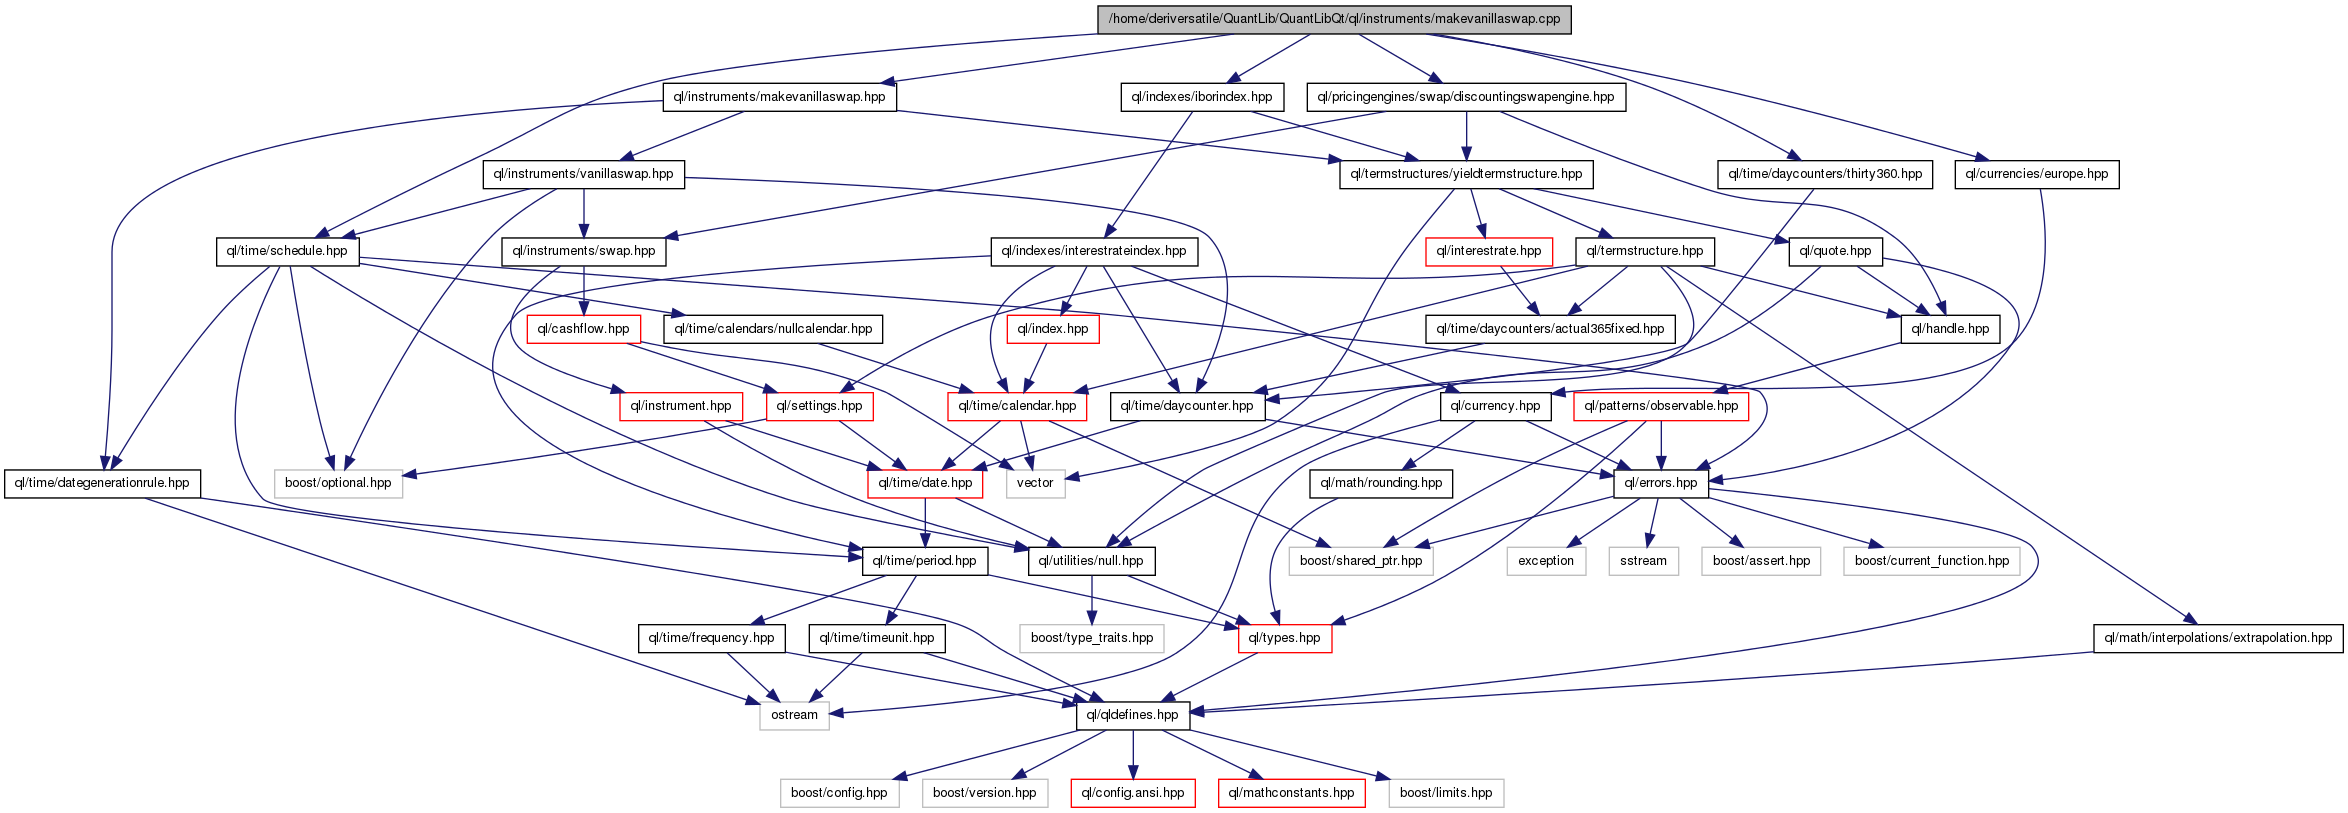 /home/deriversatile/QuantLib/QuantLibQt/ql/instruments/makevanillaswap.cpp
ql/instruments/makevanillaswap.hpp
ql/indexes/iborindex.hpp
ql/pricingengines/swap/discountingswapengine.hpp
ql/instruments/vanillaswap.hpp
ql/termstructures/yieldtermstructure.hpp
ql/time/daycounters/thirty360.hpp
ql/currencies/europe.hpp
ql/time/schedule.hpp
ql/instruments/swap.hpp
ql/indexes/interestrateindex.hpp
ql/interestrate.hpp
ql/termstructure.hpp
ql/quote.hpp
ql/cashflow.hpp
ql/time/calendars/nullcalendar.hpp
ql/index.hpp
ql/time/daycounters/actual365fixed.hpp
ql/handle.hpp
ql/instrument.hpp
ql/settings.hpp
ql/time/calendar.hpp
ql/time/daycounter.hpp
ql/currency.hpp
ql/patterns/observable.hpp
ql/time/dategenerationrule.hpp
boost/optional.hpp
ql/time/date.hpp
vector
ql/math/rounding.hpp
ql/errors.hpp
ql/time/period.hpp
ql/utilities/null.hpp
boost/shared_ptr.hpp
exception
sstream
boost/assert.hpp
boost/current_function.hpp
ql/time/frequency.hpp
ql/time/timeunit.hpp
boost/type_traits.hpp
ql/types.hpp
ql/math/interpolations/extrapolation.hpp
ostream
ql/qldefines.hpp
boost/config.hpp
boost/version.hpp
ql/config.ansi.hpp
ql/mathconstants.hpp
boost/limits.hpp